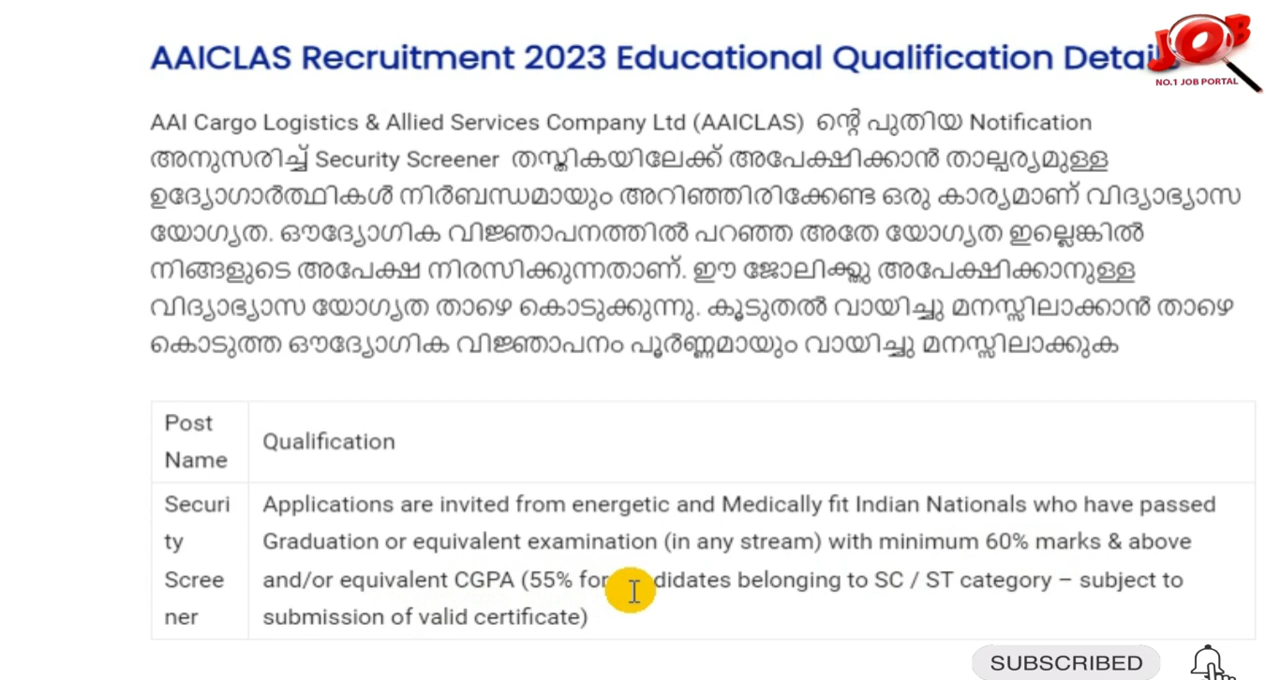 AAICLAS Recruitment 2023 Educational Qualification Detail
JOB
NO.1 JOB PORTAL
AAI Cargo Logistics & Allied Services Company Ltd (AAICLAS) ന്റെ പുതിയ Notification
അനുസരിച്ച് Security Screener തസ്തികയിലേക്ക് അപേക്ഷിക്കാൻ താല്പര്യമുള്ള
ഉദ്യോഗാർത്ഥികൾ നിർബന്ധമായും അറിഞ്ഞിരിക്കേണ്ട ഒരു കാര്യമാണ് വിദ്യാഭ്യാസ
യോഗ്യത. ഔദ്യോഗിക വിജ്ഞാപനത്തിൽ പറഞ്ഞ അതേ യോഗ്യത ഇല്ലെങ്കിൽ
നിങ്ങളുടെ അപേക്ഷ നിരസിക്കുന്നതാണ്. ഈ ജോലിക്ക്കു അപേക്ഷിക്കാനുള്ള
വിദ്യാഭ്യാസ യോഗ്യത താഴെ കൊടുക്കുന്നു. കൂടുതൽ വായിച്ചു മനസ്സിലാക്കാൻ താഴെ
കൊടുത്ത ഔദ്യോഗിക വിജ്ഞാപനം പൂർണ്ണമായും വായിച്ചു മനസ്സിലാക്കുക
Post
Name
Qualification
Securi
ty
Scree
ner
Applications are invited from energetic and Medically fit Indian Nationals who have passed
Graduation or equivalent examination (in any stream) with minimum 60% marks & above
and/or equivalent CGPA (55% for didates belonging to SC / ST category – subject to
submission of valid certificate)
SUBSCRIBED